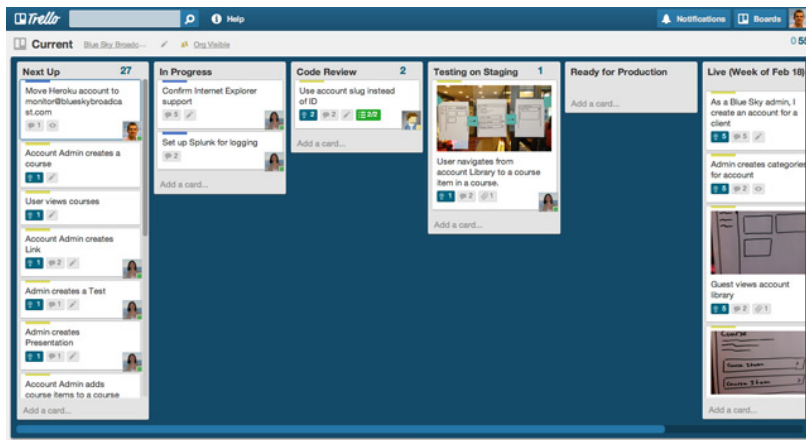 Trello
Help
Notifications
Boards
Current
Blue Sky Broadc...
Org Visible
Next Up 27
Move Heroku account to
monitor@blueskybroadca
st.com
1
Account Admin creates a
course
1
User views courses
1
Account Admin creates
Link
1 2
Admin creates a Test
1 1
Admin creates
Presentation
1 1
Account Admin adds
course items to a course
Add a card...
In Progress
Confirm Internet Explorer
support
5
Set up Splunk for logging
2
Add a card...
Code Review 2
Use account slug instead
of ID
2 2 2/2
Add a card...
Testing on Staging 1
User navigates from
account Library to a course
item in a course.
1 2 1
Add a card...
Ready for Production
Add a card...
Live (Week of Feb 18)
As a Blue Sky admin, I
create an account for a
client
5 5
Admin creates categories
for account
5 2
Guest views account
library
5 2 1
Course
Course Item
Course Item
Add a card...